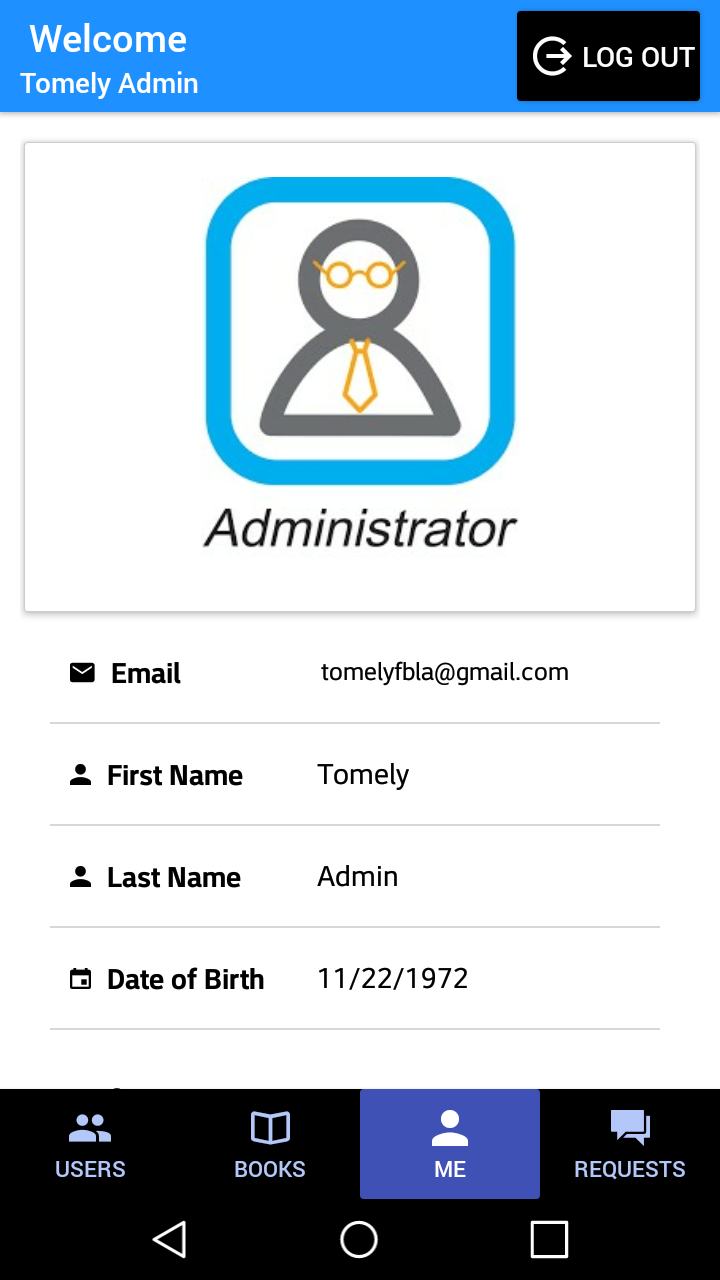 Welcome
Tomely Admin
LOG OUT
Administrator
Email tomelyfbla@gmail.com
First Name Tomely
Last Name Admin
Date of Birth 11/22/1972
USERS BOOKS ME REQUESTS